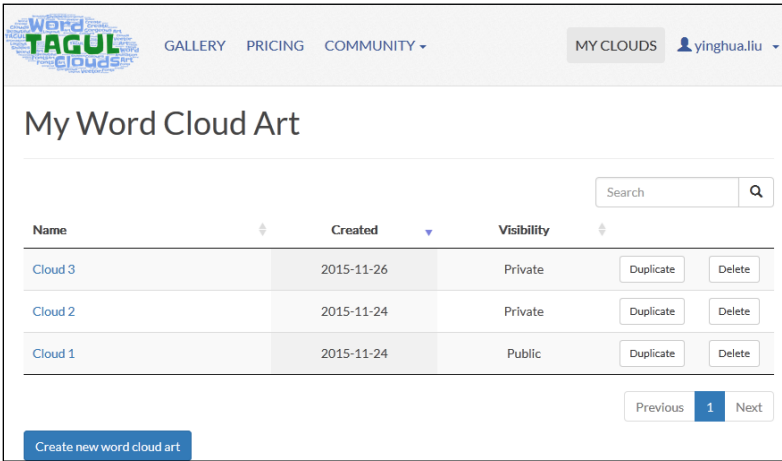 Word
TAGUL
Clouds
GALLERY PRICING COMMUNITY MY CLOUDS yinghua.liu
My Word Cloud Art
Search
Name Created Visibility
Cloud 3 2015-11-26 Private Duplicate Delete
Cloud 2 2015-11-24 Private Duplicate Delete
Cloud 1 2015-11-24 Public Duplicate Delete
Previous 1 Next
Create new word cloud art